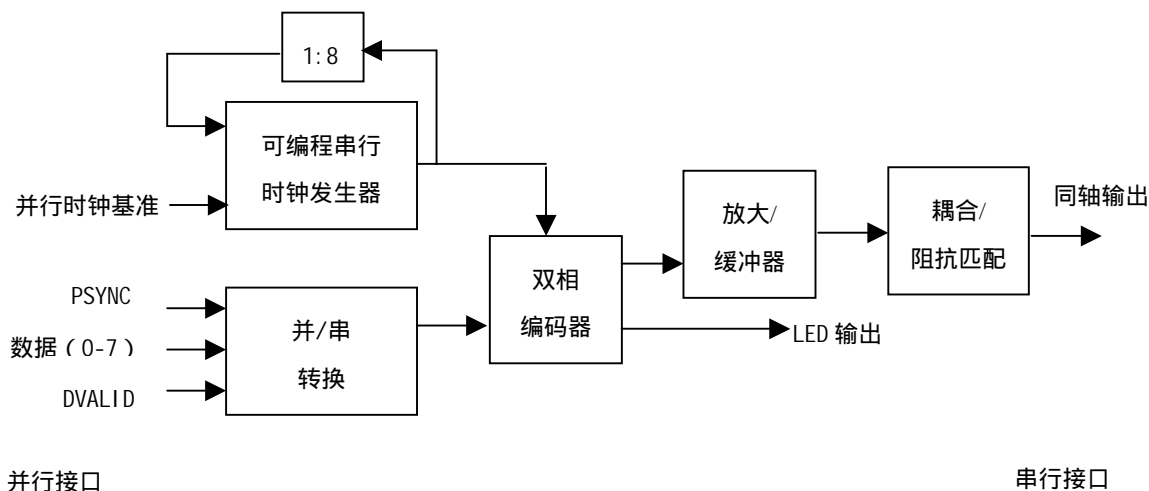 1:8
可编程串行
时钟发生器
并行时钟基准
放大/
缓冲器
耦合/
阻抗匹配
同轴输出
双相
编码器
PSYNC
数据（0-7）
DVALID
并/串
转换
LED 输出
并行接口
串行接口